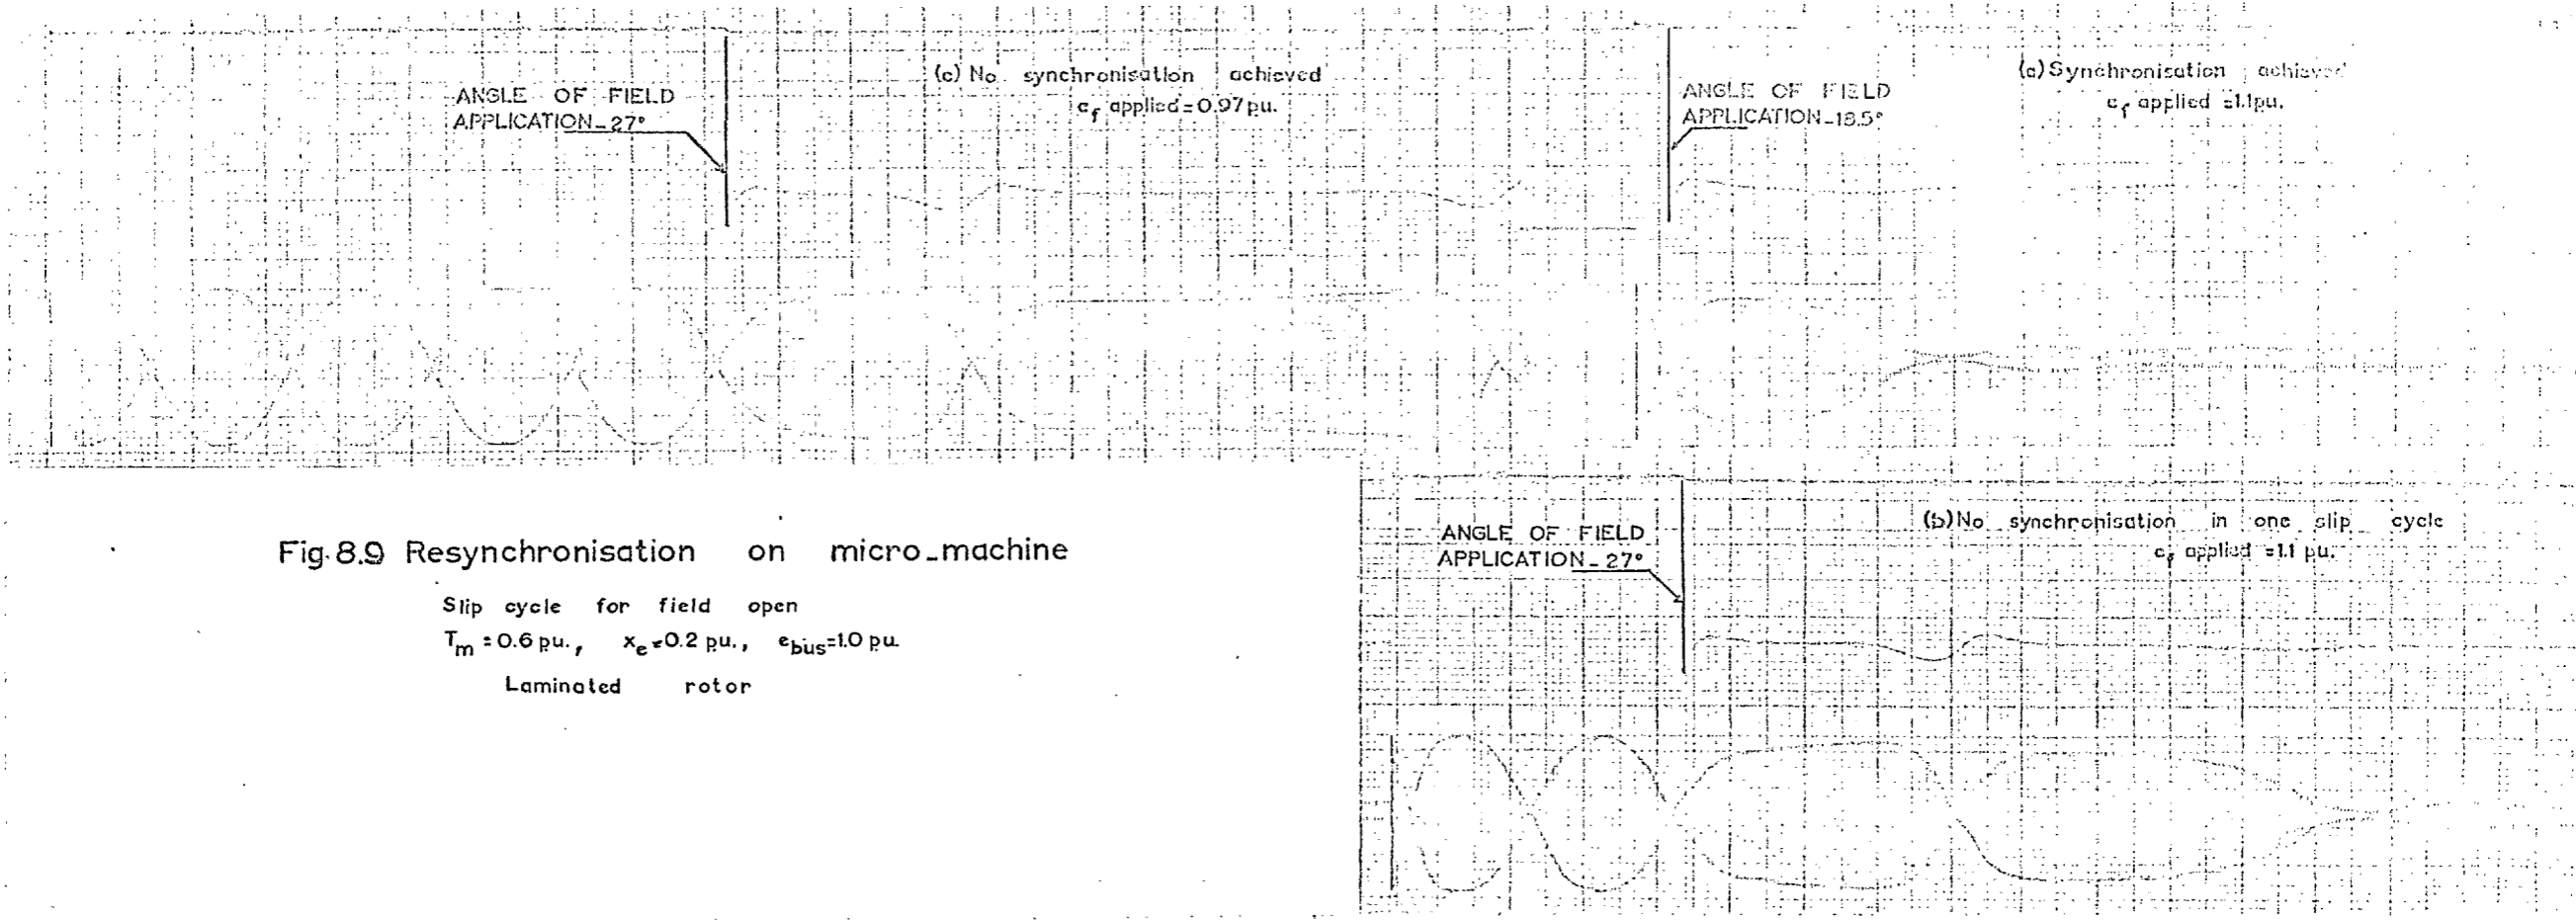 ANGLE OF FIELD
APPLICATION_27°
(c) No synchronisation achieved
ef applied=0.97pu.
ANGLE OF FIELD
APPLICATION_18.5°
(a) Synchronisation achieved
ef applied =1.1pu.
ANGLE OF FIELD
APPLICATION_27°
(b) No synchronisation in one slip cycle
ef applied =1.1 pu.
Fig.8.9 Resynchronisation on micro_machine
Slip cycle for field open
Tm = 0.6 pu., xe=0.2 pu., ebus=1.0 pu.
Laminated rotor